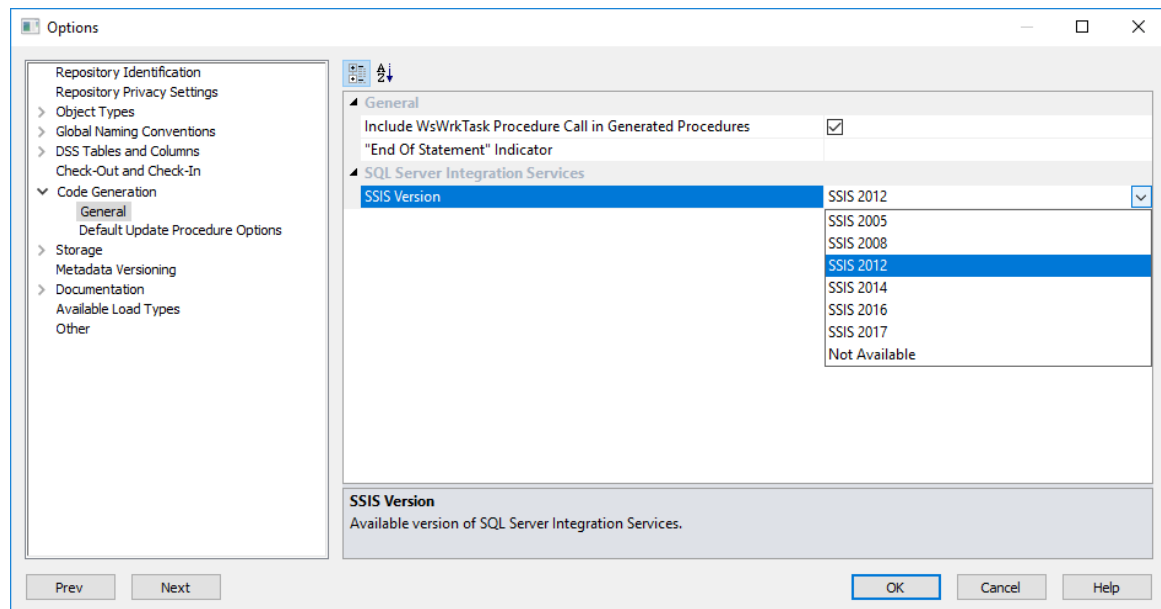 Options
Repository Identification
Repository Privacy Settings
Object Types
Global Naming Conventions
DSS Tables and Columns
Check-Out and Check-In
Code Generation
General
Default Update Procedure Options
Storage
Metadata Versioning
Documentation
Available Load Types
Other
A
Z
General
Include WsWrkTask Procedure Call in Generated Procedures
"End Of Statement" Indicator
SQL Server Integration Services
SSIS Version SSIS 2012
SSIS 2005
SSIS 2008
SSIS 2012
SSIS 2014
SSIS 2016
SSIS 2017
Not Available
SSIS Version
Available version of SQL Server Integration Services.
Prev Next OK Cancel Help